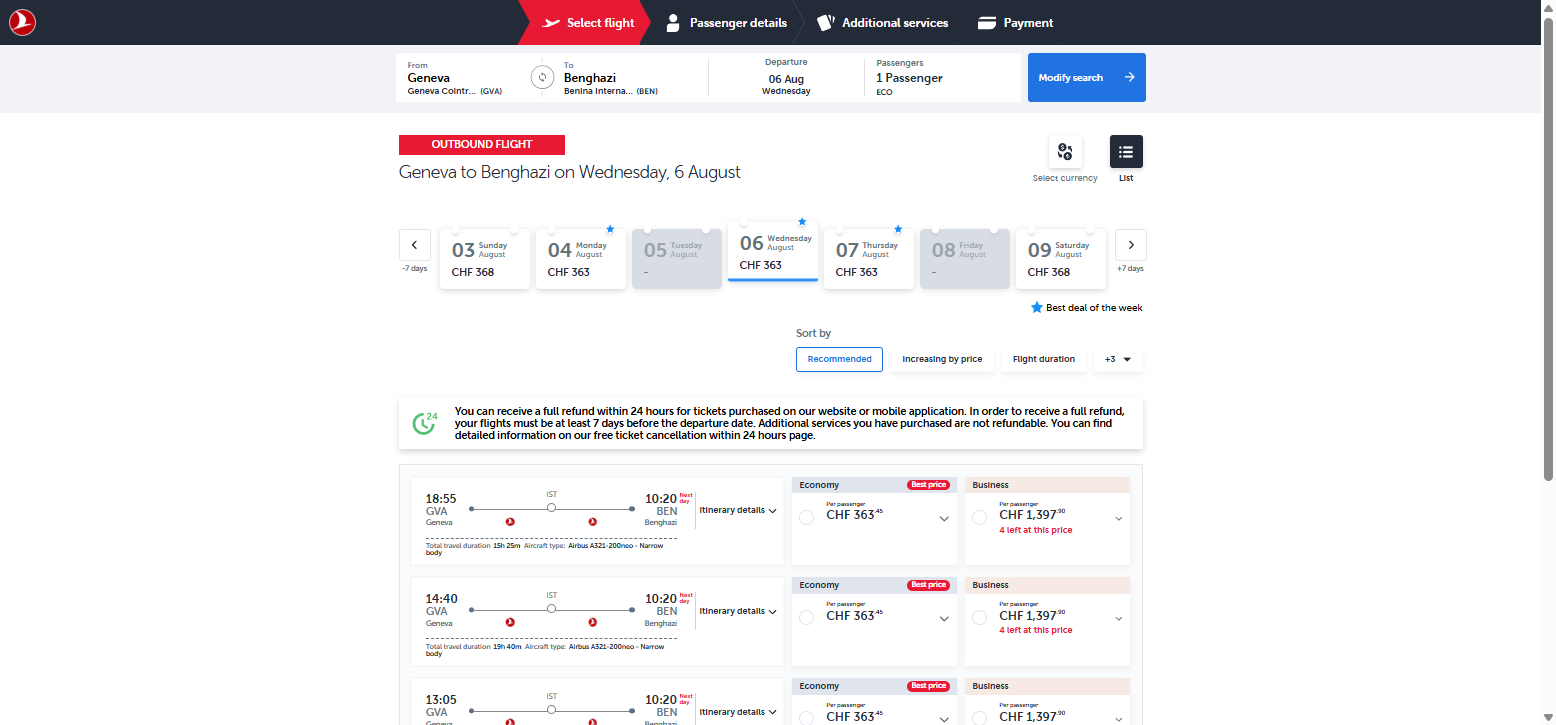 Select flight
Passenger details
Additional services
Payment
From
Geneva
Geneva Cointr... (GVA)
To
Benghazi
Benina Interna... (BEN)
Departure
06 Aug
Wednesday
Passengers
1 Passenger
ECO
Modify search
OUTBOUND FLIGHT
Geneva to Benghazi on Wednesday, 6 August
Select currency
List
-7 days
03 Sunday August
CHF 368
04 Monday August
CHF 363
05 Tuesday August
-
06 Wednesday August
CHF 363
07 Thursday August
CHF 363
08 Friday August
-
09 Saturday August
CHF 368
+7 days
Best deal of the week
Sort by
Recommended
Increasing by price
Flight duration
+3
24
You can receive a full refund within 24 hours for tickets purchased on our website or mobile application. In order to receive a full refund,
your flights must be at least 7 days before the departure date. Additional services you have purchased are not refundable. You can find
detailed information on our free ticket cancellation within 24 hours page.
18:55
GVA
Geneva
IST
10:20 Next day
BEN
Benghazi
Itinerary details
Total travel duration 15h 25m Aircraft type: Airbus A321-200neo - Narrow
body
Economy
Best price
Per passenger
CHF 363.45
Business
Per passenger
CHF 1,397.90
4 left at this price
14:40
GVA
Geneva
IST
10:20 Next day
BEN
Benghazi
Itinerary details
Total travel duration 19h 40m Aircraft type: Airbus A321-200neo - Narrow
body
Economy
Best price
Per passenger
CHF 363.45
Business
Per passenger
CHF 1,397.90
4 left at this price
13:05
GVA
Geneva
IST
10:20 Next day
BEN
Benghazi
Itinerary details
Economy
Best price
Per passenger
CHF 363.45
Business
Per passenger
CHF 1,397.90